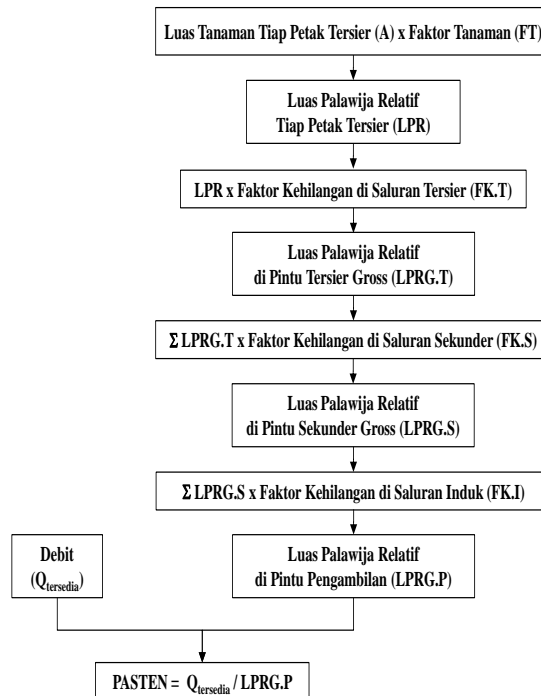 Luas Tanaman Tiap Petak Tersier (A) x Faktor Tanaman (FT)
Luas Palawija Relatif
Tiap Petak Tersier (LPR)
LPR x Faktor Kehilangan di Saluran Tersier (FK.T)
Luas Palawija Relatif
di Pintu Tersier Gross (LPRG.T)
Σ LPRG.T x Faktor Kehilangan di Saluran Sekunder (FK.S)
Luas Palawija Relatif
di Pintu Sekunder Gross (LPRG.S)
Σ LPRG.S x Faktor Kehilangan di Saluran Induk (FK.I)
Debit
(Qtersedia)
Luas Palawija Relatif
di Pintu Pengambilan (LPRG.P)
PASTEN = Qtersedia / LPRG.P